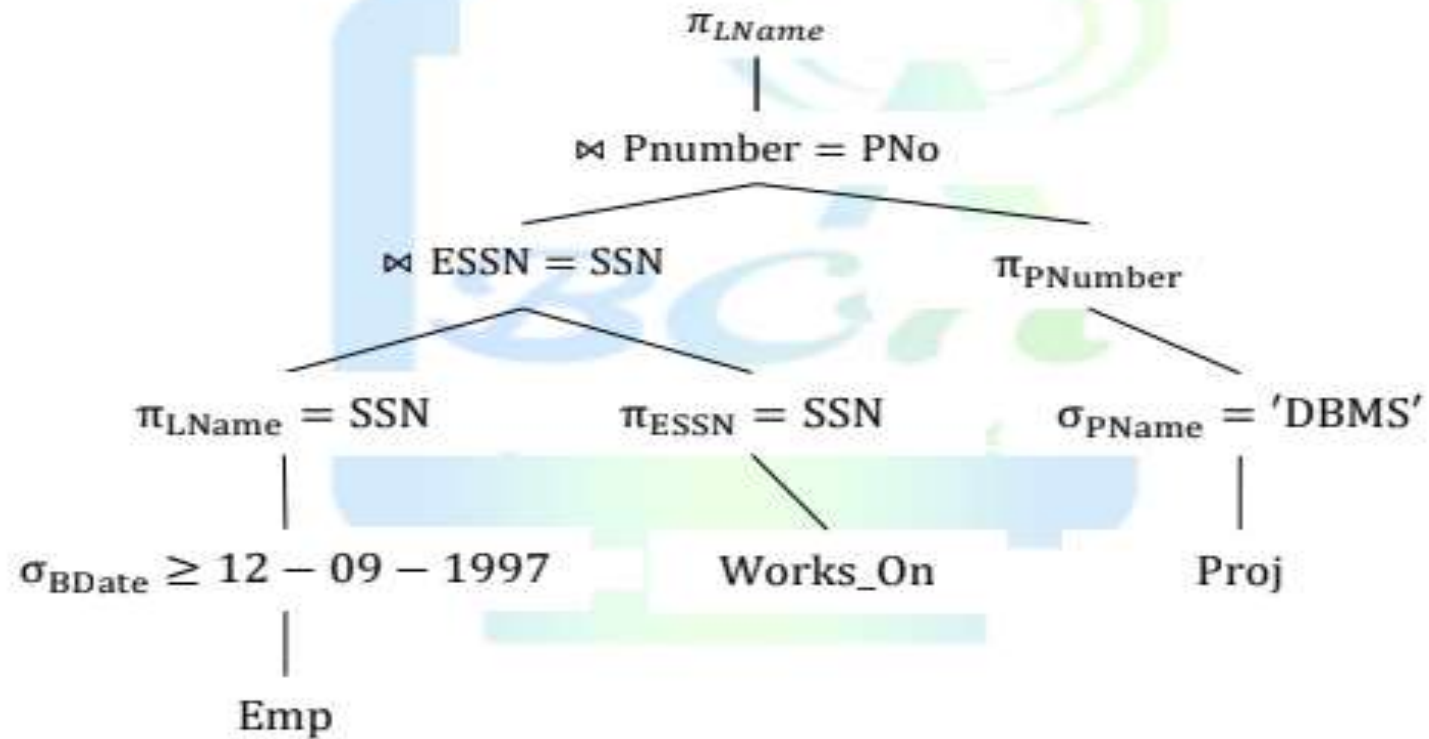 π_LName
⋈ Pnumber = PNo
⋈ ESSN = SSN
π_PNumber
π_LName = SSN
π_ESSN = SSN
σ_PName = ′DBMS′
σ_BDate ≥ 12 − 09 − 1997
Works_On
Proj
Emp